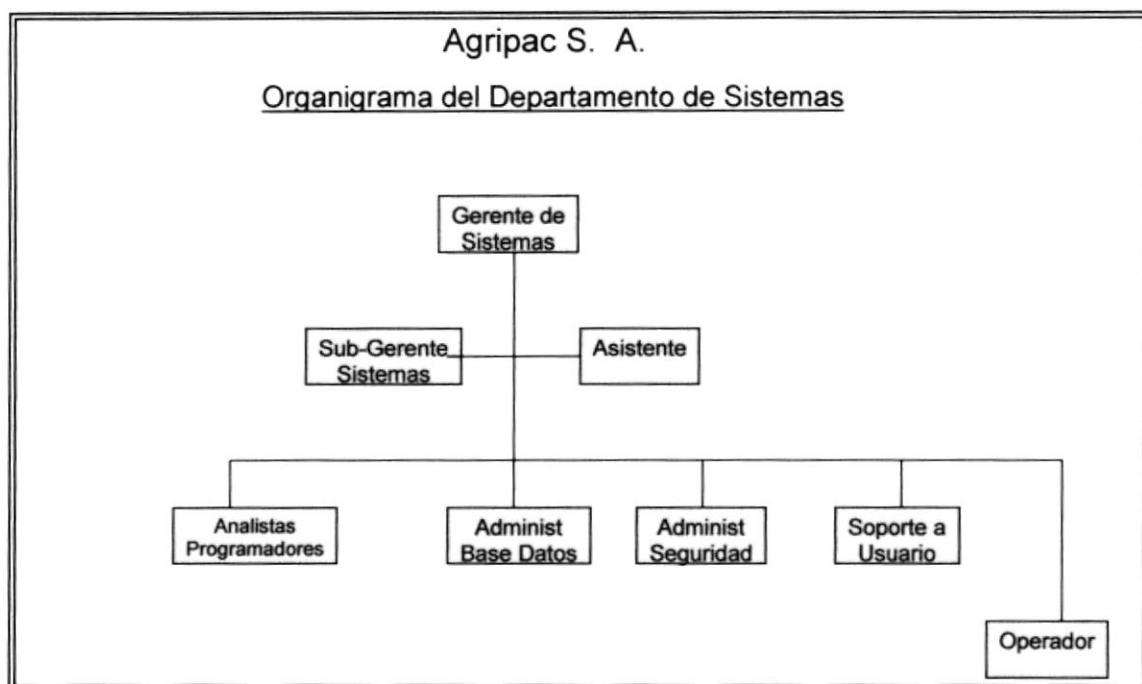 Agripac S. A.
Organigrama del Departamento de Sistemas
Gerente de
Sistemas
Sub-Gerente
Sistemas
Asistente
Analistas
Programadores
Administ
Base Datos
Administ
Seguridad
Soporte a
Usuario
Operador